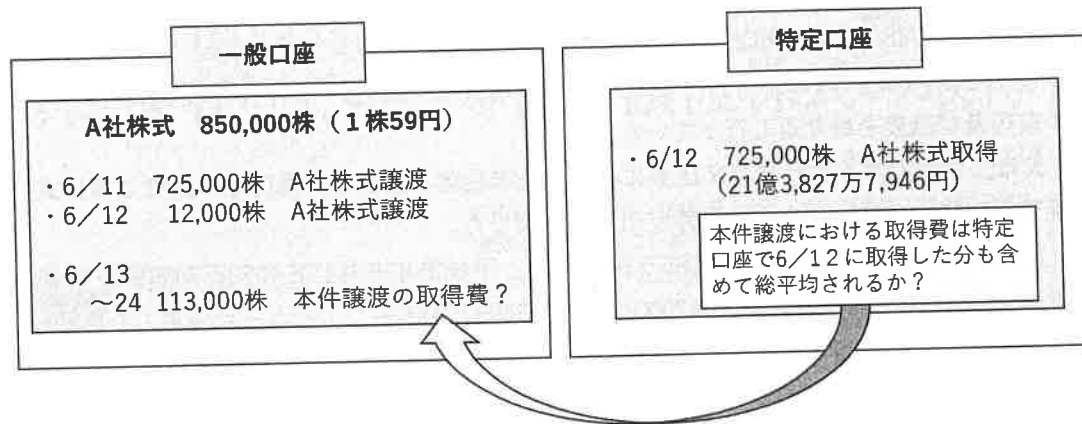 一般口座
A社株式 850,000株（1株59円）
・6／11 725,000株 A社株式譲渡
・6／12 12,000株 A社株式譲渡
・6／13
～24 113,000株 本件譲渡の取得費？
特定口座
・6/12 725,000株 A社株式取得
（21億3,827万7,946円）
本件譲渡における取得費は特定
口座で6／12に取得した分も含
めて総平均されるか？